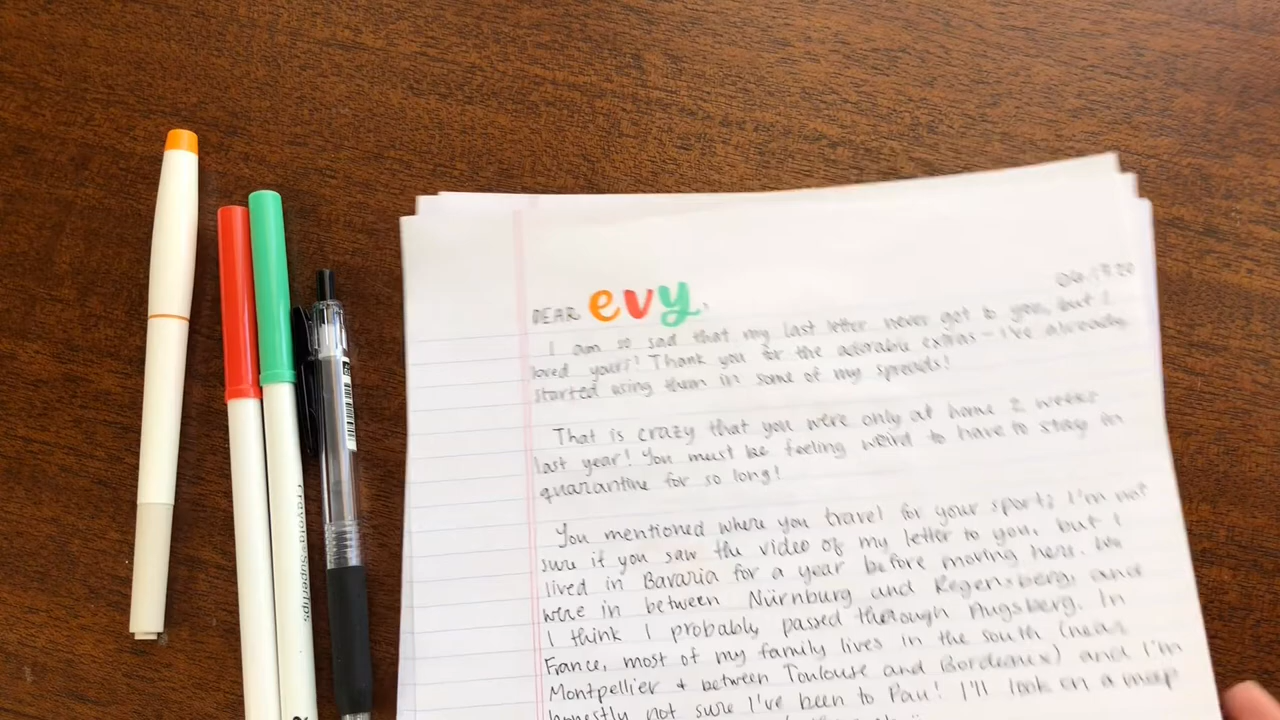 04.17.20
DEAR evy,
I am so sad that my last letter never got to you, but I
loved yours! Thank you for the adorable extras - I've already
started using them in some of my spreads!
That is crazy that you were only at home 2 weeks
last year! You must be feeling weird to have to stay in
quarantine for so long!
You mentioned where you travel for your sport; I'm not
sure if you saw the video of my letter to you, but I
lived in Bavaria for a year before moving here. We
were in between Nürnburg and Regensberg, and
I think I probably passed through Augsberg. In
France, most of my family lives in the south (near
Montpellier + between Toulouse and Bordeaux) and I'm
honestly not sure I've been to Pau! I'll look on a map
Crayola SuperTips